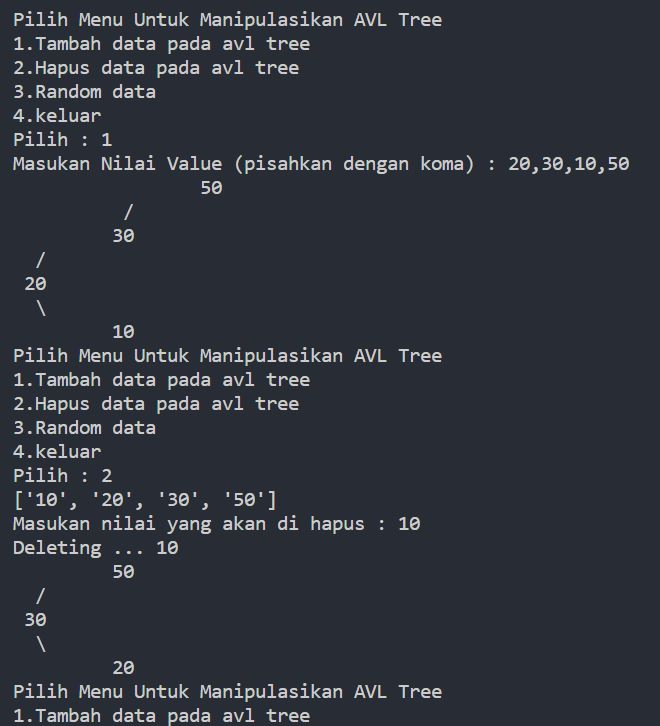 Pilih Menu Untuk Manipulasikan AVL Tree
1.Tambah data pada avl tree
2.Hapus data pada avl tree
3.Random data
4.keluar
Pilih : 1
Masukan Nilai Value (pisahkan dengan koma) : 20,30,10,50
                 50
          /
         30
  /
 20
  \
         10
Pilih Menu Untuk Manipulasikan AVL Tree
1.Tambah data pada avl tree
2.Hapus data pada avl tree
3.Random data
4.keluar
Pilih : 2
['10', '20', '30', '50']
Masukan nilai yang akan di hapus : 10
Deleting ... 10
         50
  /
 30
  \
         20
Pilih Menu Untuk Manipulasikan AVL Tree
1.Tambah data pada avl tree